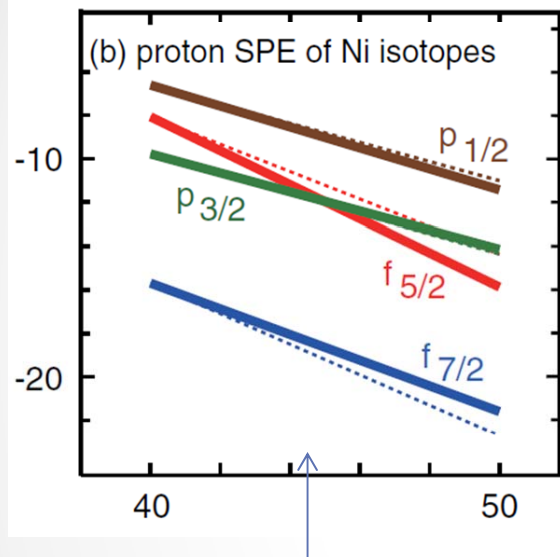 (b) proton SPE of Ni isotopes
p 1/2
-10
p 3/2
f 5/2
f 7/2
-20
40 50